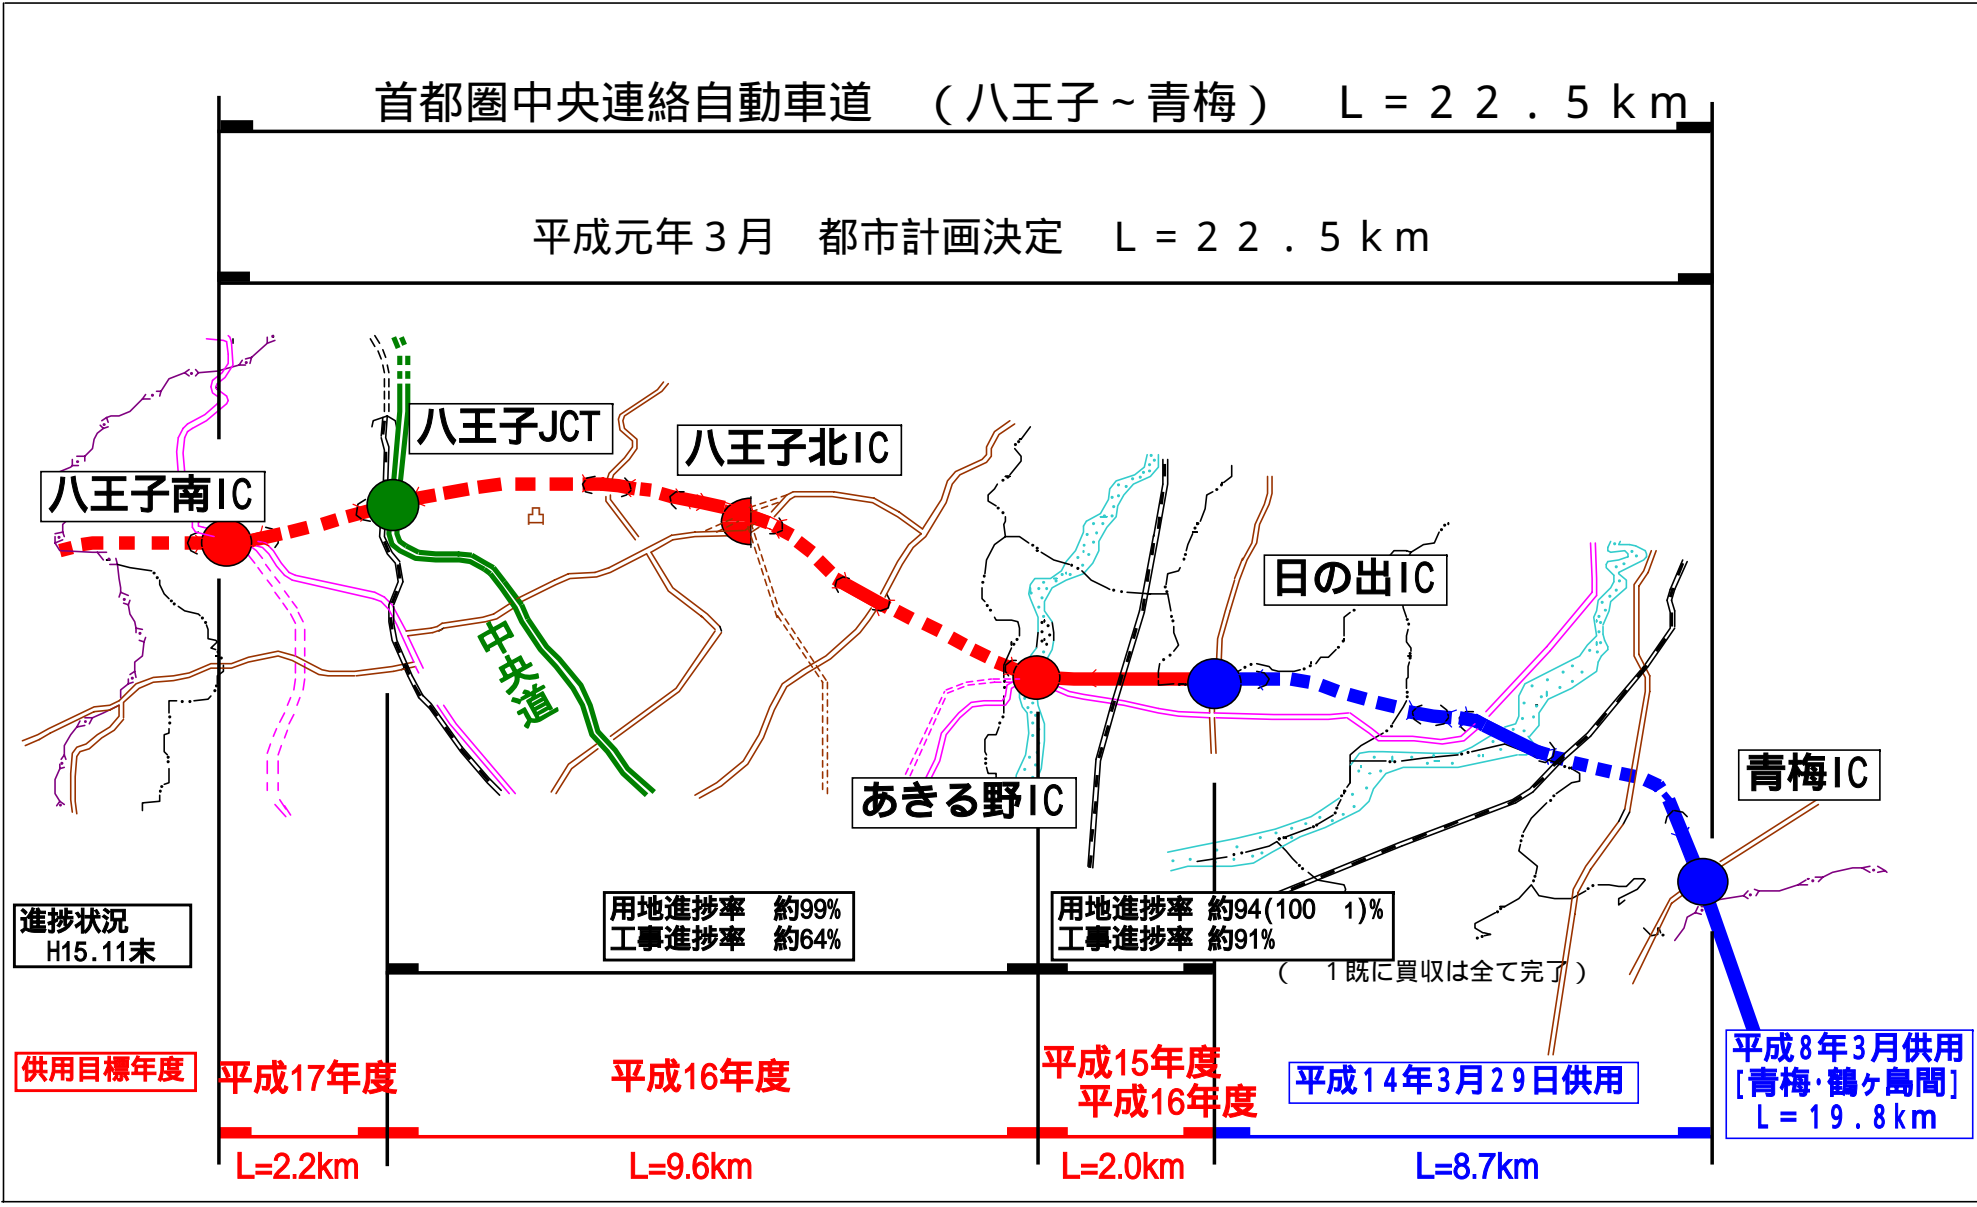 首都圏中央連絡自動車道　（八王子～青梅）　Ｌ＝２２．５ｋｍ
平成元年３月　都市計画決定　Ｌ＝２２．５ｋｍ
八王子JCT
八王子北IC
八王子南IC
日の出IC
中央道
青梅IC
あきる野IC
進捗状況
H15.11末
用地進捗率　約99%
工事進捗率　約64%
用地進捗率 約94(100　1)%
工事進捗率 約91%
（　1既に買収は全て完了）
供用目標年度
平成17年度
平成16年度
平成15年度
平成16年度
平成14年3月29日供用
平成8年3月供用
[青梅･鶴ヶ島間]
L=19.8km
L=2.2km
L=9.6km
L=2.0km
L=8.7km